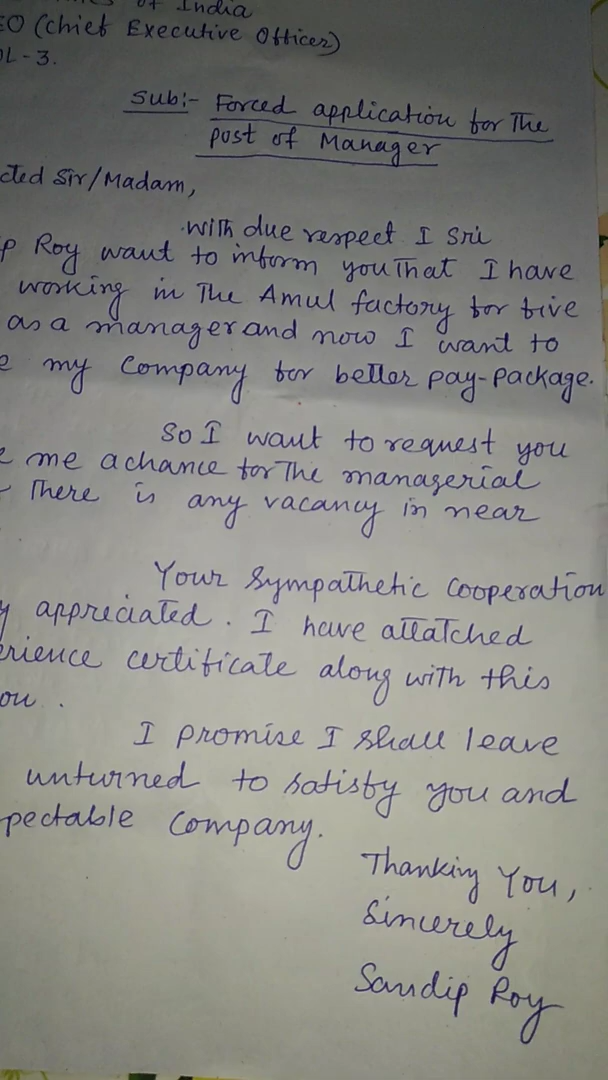 of India
EO (Chief Executive Officer)
OL-3.
Sub:- Forced application for The
post of Manager
cted Sir/Madam,
With due respect I Sri
p Roy want to inform you That I have
working in The Amul factory for five
as a manager and now I want to
e my Company for better pay-package.
So I want to request you
e me a chance for The managerial
There is any vacancy in near
Your Sympathetic Cooperation
y appreciated. I have attatched
rience certificate along with this
ou.
I promise I shall leave
unturned to satisfy you and
pectable Company.
Thanking You,
Sincerely
Sandip Roy